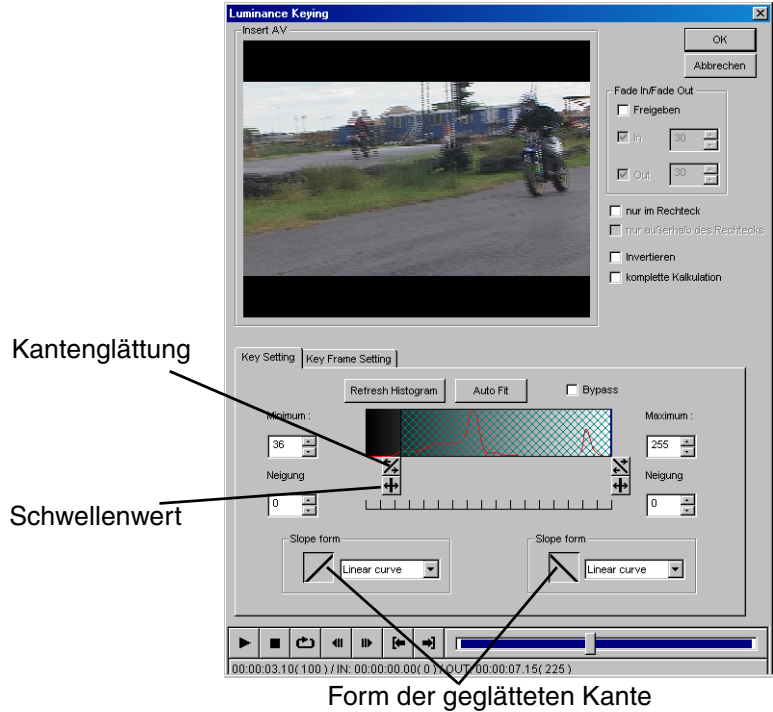 Luminance Keying
Insert AV
OK
Abbrechen
Fade In/Fade Out
Freigeben
In 30
Out 30
nur im Rechteck
nur außerhalb des Rechtecks
Invertieren
komplette Kalkulation
Kantenglättung
Key Setting Key Frame Setting
Refresh Histogram Auto Fit Bypass
Minimum : Maximum :
36 255
Neigung Neigung
0 0
Schwellenwert
Slope form Slope form
Linear curve Linear curve
00:00:03.10( 100 ) / IN: 00:00:00.00( 0 ) / OUT: 00:00:07.15( 225 )
Form der geglätteten Kante